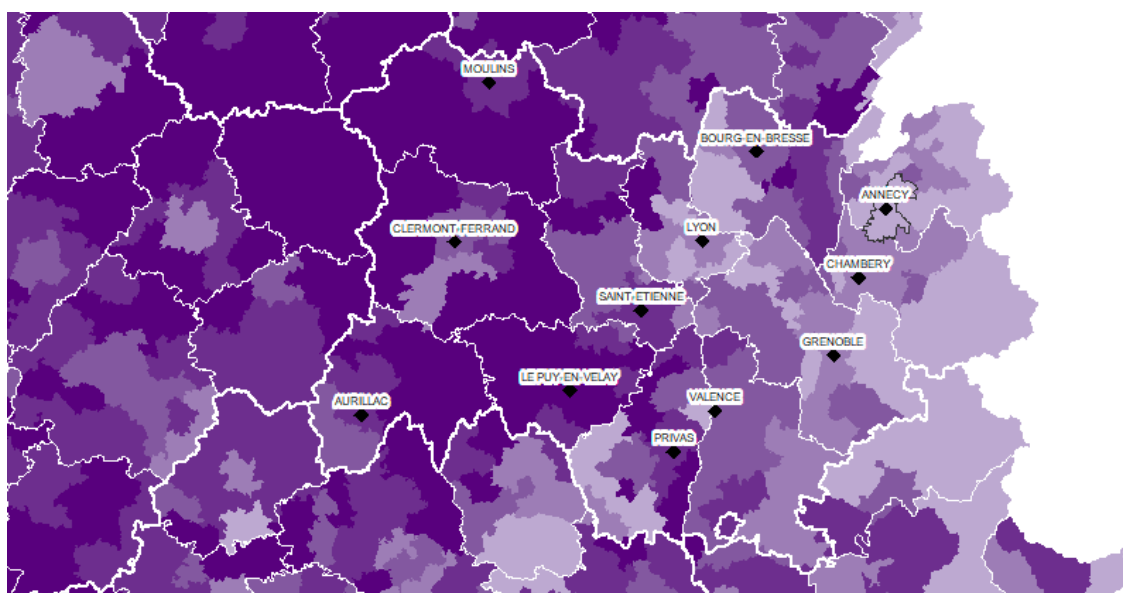 MOULINS
BOURG-EN-BRESSE
ANNECY
CLERMONT-FERRAND
LYON
CHAMBERY
SAINT-ETIENNE
GRENOBLE
LE PUY-EN-VELAY
AURILLAC
VALENCE
PRIVAS